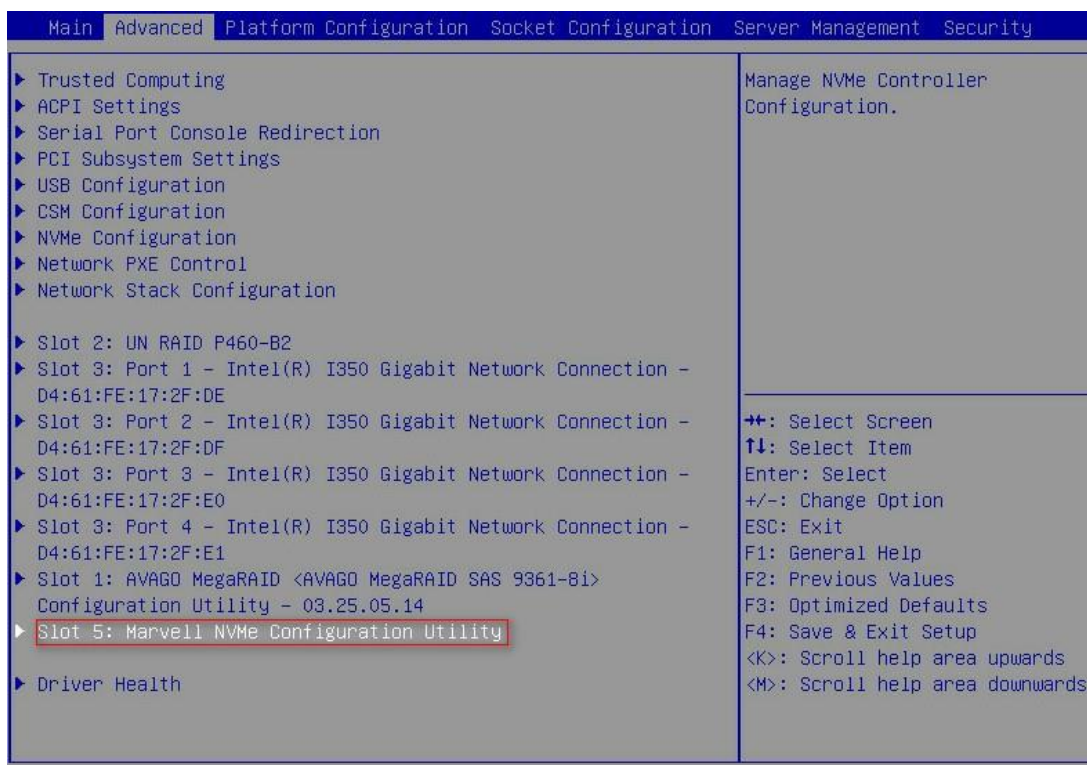 Main Advanced Platform Configuration Socket Configuration Server Management Security
Trusted Computing
ACPI Settings
Serial Port Console Redirection
PCI Subsystem Settings
USB Configuration
CSM Configuration
NVMe Configuration
Network PXE Control
Network Stack Configuration
Slot 2: UN RAID P460-B2
Slot 3: Port 1 - Intel(R) I350 Gigabit Network Connection -
D4:61:FE:17:2F:DE
Slot 3: Port 2 - Intel(R) I350 Gigabit Network Connection -
D4:61:FE:17:2F:DF
Slot 3: Port 3 - Intel(R) I350 Gigabit Network Connection -
D4:61:FE:17:2F:E0
Slot 3: Port 4 - Intel(R) I350 Gigabit Network Connection -
D4:61:FE:17:2F:E1
Slot 1: AVAGO MegaRAID <AVAGO MegaRAID SAS 9361-8i>
Configuration Utility - 03.25.05.14
Slot 5: Marvell NVMe Configuration Utility
Driver Health
Manage NVMe Controller
Configuration.
→←: Select Screen
↑↓: Select Item
Enter: Select
+/-: Change Option
ESC: Exit
F1: General Help
F2: Previous Values
F3: Optimized Defaults
F4: Save & Exit Setup
<K>: Scroll help area upwards
<M>: Scroll help area downwards